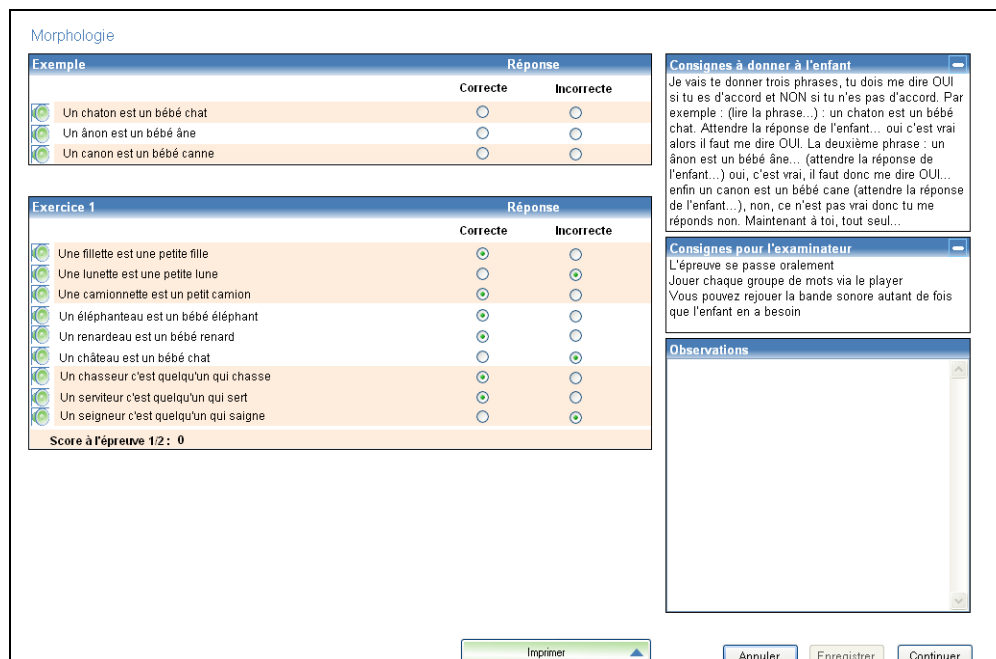 Morphologie
Exemple Réponse
Correcte Incorrecte
Un chaton est un bébé chat
Un ânon est un bébé âne
Un canon est un bébé canne
Exercice 1 Réponse
Correcte Incorrecte
Une fillette est une petite fille
Une lunette est une petite lune
Une camionnette est un petit camion
Un éléphanteau est un bébé éléphant
Un renardeau est un bébé renard
Un château est un bébé chat
Un chasseur c'est quelqu'un qui chasse
Un serviteur c'est quelqu'un qui sert
Un seigneur c'est quelqu'un qui saigne
Score à l'épreuve 1/2 : 0
Consignes à donner à l'enfant
Je vais te donner trois phrases, tu dois me dire OUI
si tu es d'accord et NON si tu n'es pas d'accord. Par
exemple : (lire la phrase...) : un chaton est un bébé
chat. Attendre la réponse de l'enfant... oui c'est vrai
alors il faut me dire OUI. La deuxième phrase : un
ânon est un bébé âne... (attendre la réponse de
l'enfant...) oui, c'est vrai, il faut donc me dire OUI...
enfin un canon est un bébé cane (attendre la réponse
de l'enfant...), non, ce n'est pas vrai donc tu me
réponds non. Maintenant à toi, tout seul...
Consignes pour l'examinateur
L'épreuve se passe oralement
Jouer chaque groupe de mots via le player
Vous pouvez rejouer la bande sonore autant de fois
que l'enfant en a besoin
Observations
Imprimer
Annuler Enregistrer Continuer